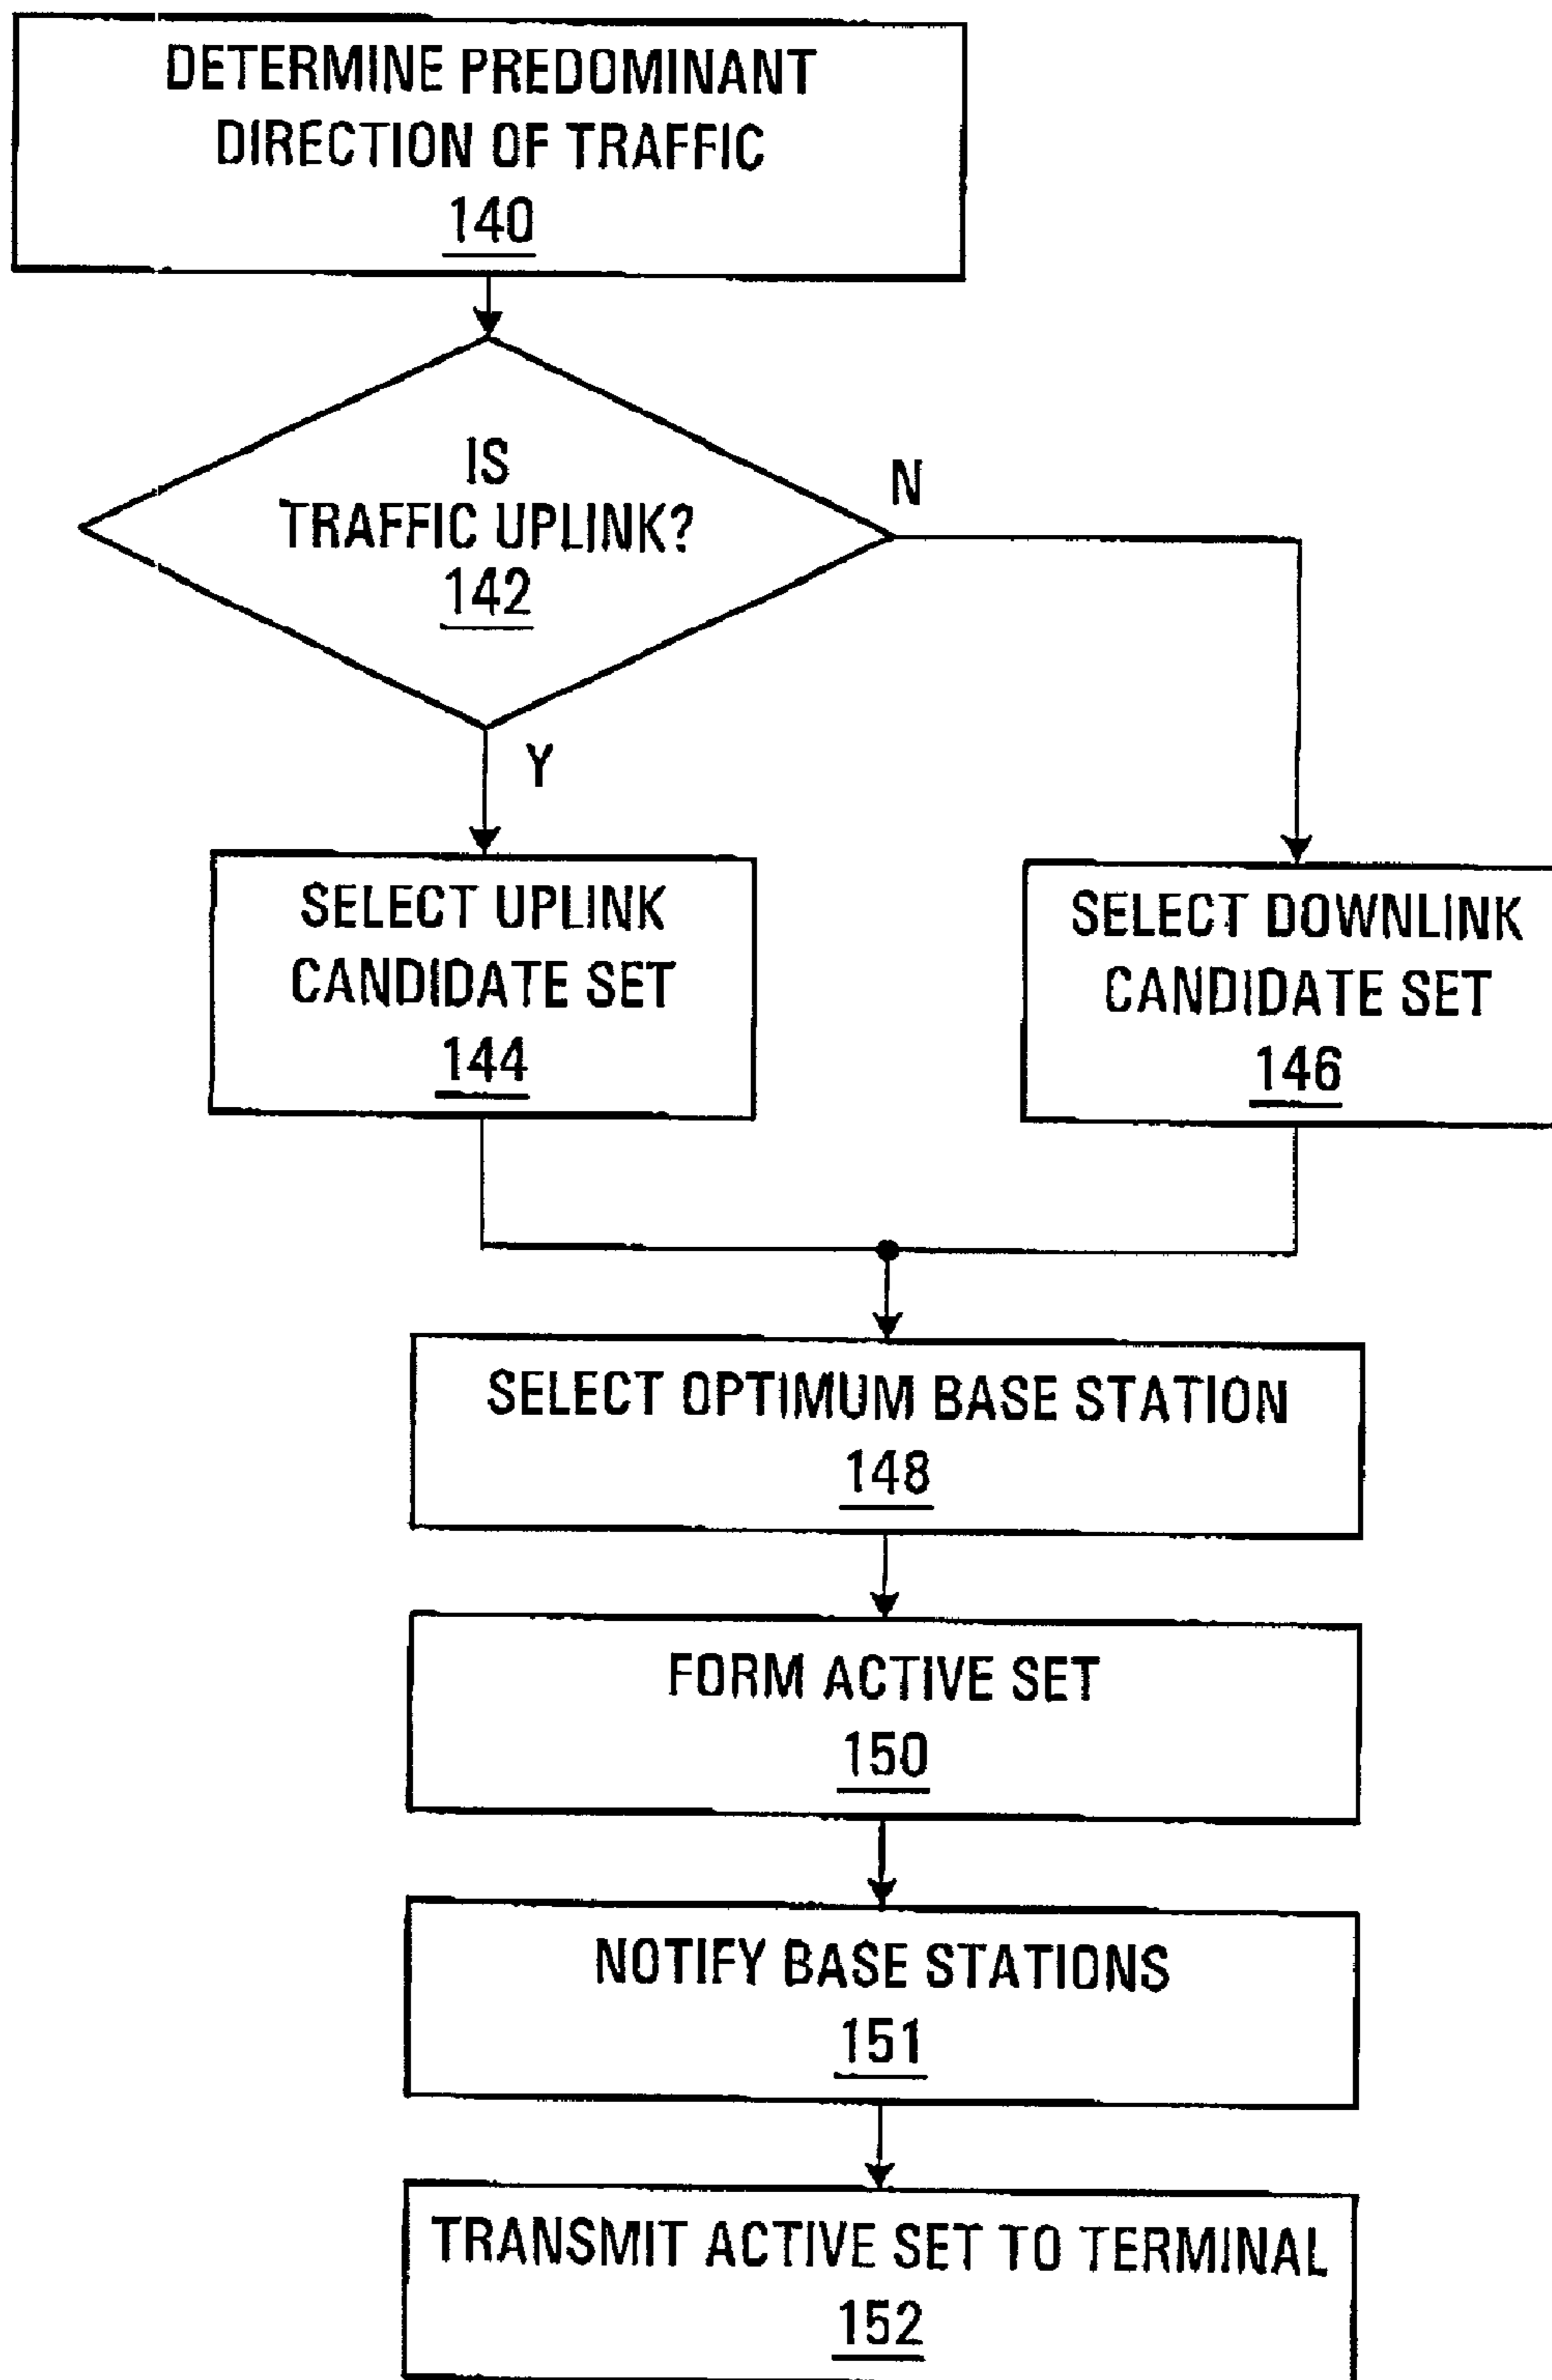 DETERMINE PREDOMINANT
DIRECTION OF TRAFFIC
140
IS
TRAFFIC UPLINK?
142
N
Y
SELECT UPLINK
CANDIDATE SET
144
SELECT DOWNLINK
CANDIDATE SET
146
SELECT OPTIMUM BASE STATION
148
FORM ACTIVE SET
150
NOTIFY BASE STATIONS
151
TRANSMIT ACTIVE SET TO TERMINAL
152